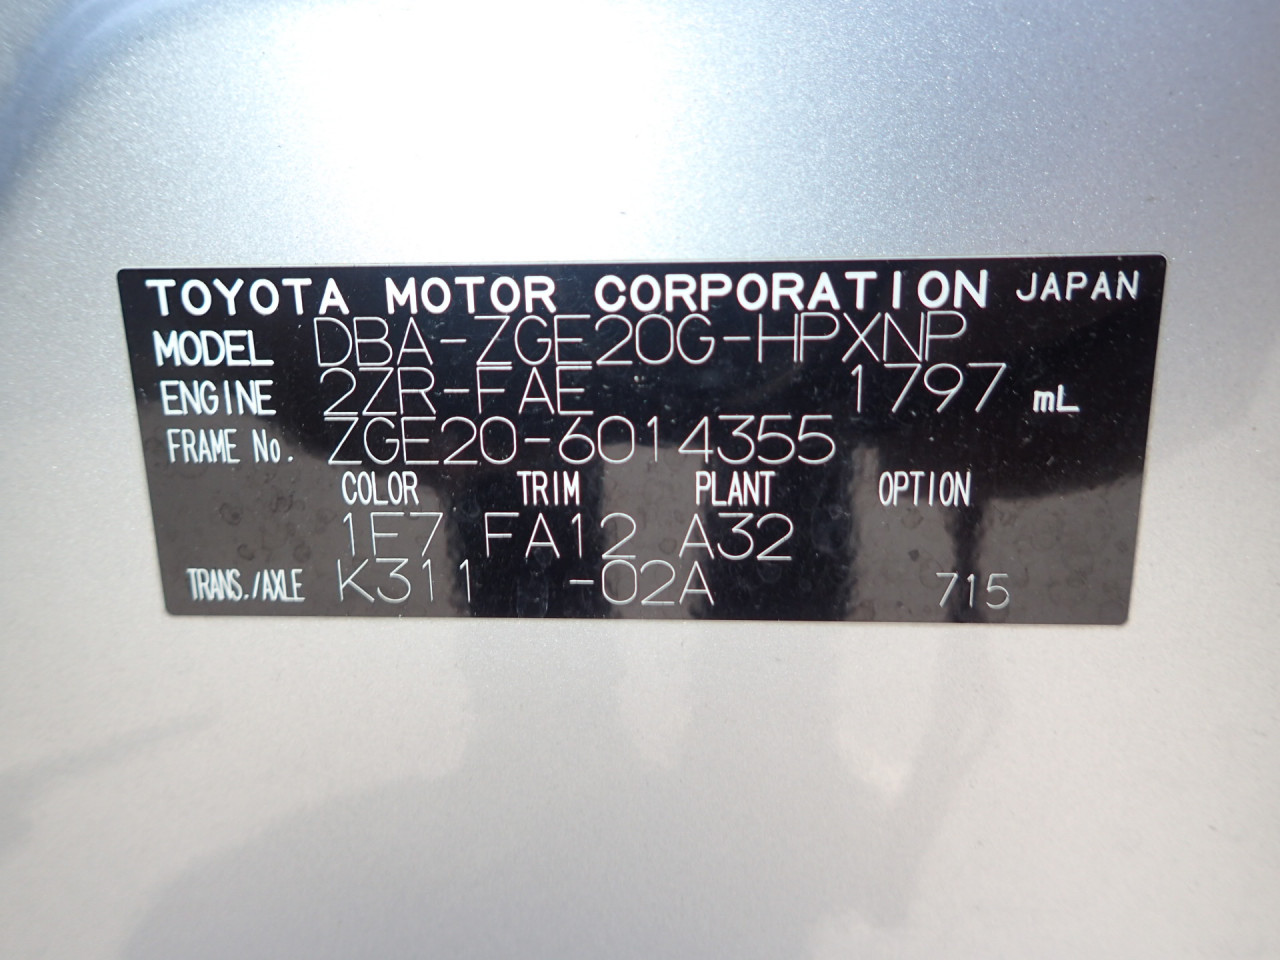 TOYOTA MOTOR CORPORATION JAPAN
MODEL DBA-ZGE20G-HPXNP
ENGINE 2ZR-FAE 1797 mL
FRAME No. ZGE20-6014355
COLOR TRIM PLANT OPTION
1F7 FA12 A32
TRANS./AXLE K311 -02A 715